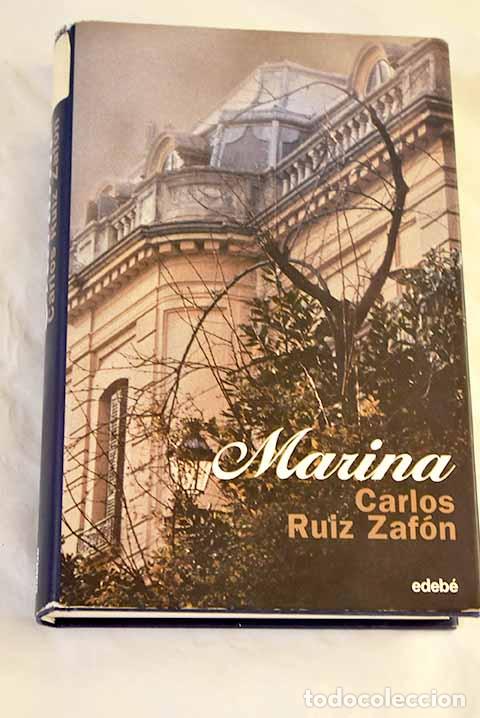 Carlos Ruiz Zafón
Marina
Carlos
Ruiz Zafón
edebé
todocoleccion